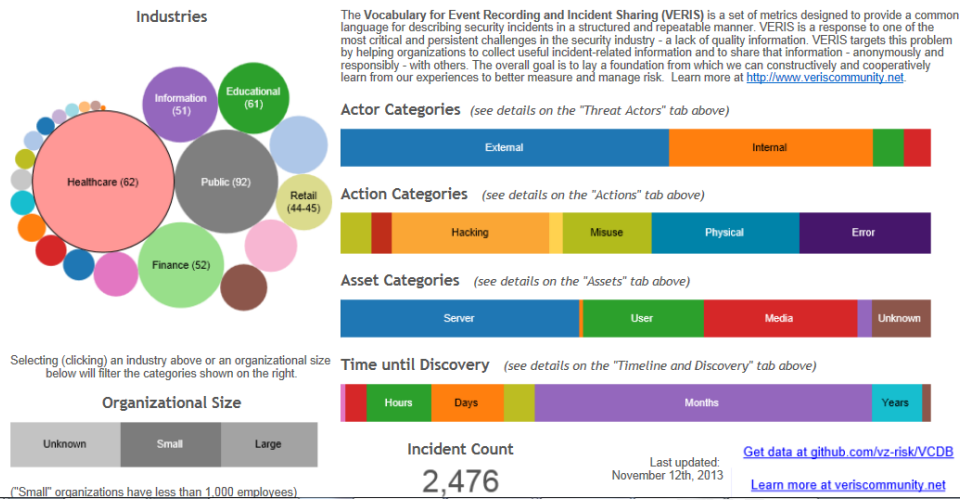 Industries
Information
(51)
Educational
(61)
Healthcare (62)
Public (92)
Retail
(44-45)
Finance (52)
Selecting (clicking) an industry above or an organizational size
below will filter the categories shown on the right.
Organizational Size
Unknown
Small
Large
("Small" organizations have less than 1,000 employees)
The Vocabulary for Event Recording and Incident Sharing (VERIS) is a set of metrics designed to provide a common
language for describing security incidents in a structured and repeatable manner. VERIS is a response to one of the
most critical and persistent challenges in the security industry - a lack of quality information. VERIS targets this problem
by helping organizations to collect useful incident-related information and to share that information - anonymously and
responsibly - with others. The overall goal is to lay a foundation from which we can constructively and cooperatively
learn from our experiences to better measure and manage risk. Learn more at http://www.veriscommunity.net.
Actor Categories (see details on the "Threat Actors" tab above)
External
Internal
Action Categories (see details on the "Actions" tab above)
Hacking
Misuse
Physical
Error
Asset Categories (see details on the "Assets" tab above)
Server
User
Media
Unknown
Time until Discovery (see details on the "Timeline and Discovery" tab above)
Hours
Days
Months
Years
Incident Count
2,476
Last updated:
November 12th, 2013
Get data at github.com/vz-risk/VCDB
Learn more at veriscommunity.net